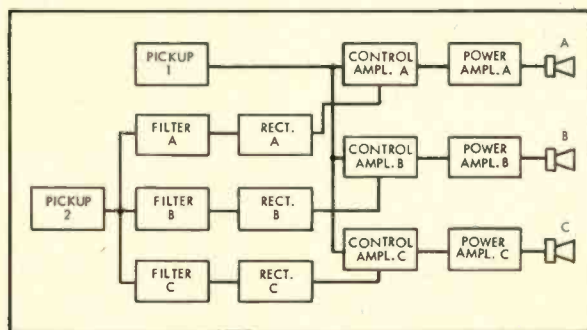 PICKUP
1
CONTROL
AMPL. A
POWER
AMPL. A
A
FILTER
A
RECT.
A
CONTROL
AMPL. B
POWER
AMPL. B
B
PICKUP
2
FILTER
B
RECT.
B
CONTROL
AMPL. C
POWER
AMPL. C
C
FILTER
C
RECT.
C